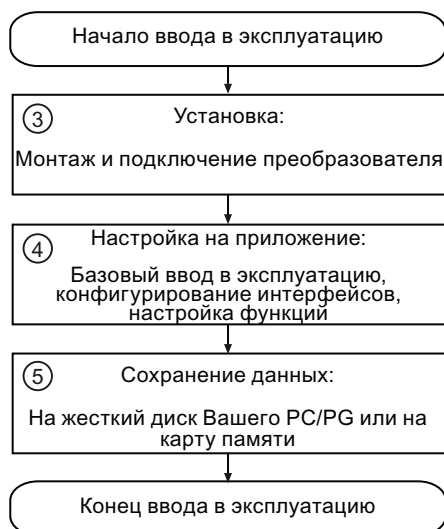 Начало ввода в эксплуатацию
3
Установка:
Монтаж и подключение преобразователя
4
Настройка на приложение:
Базовый ввод в эксплуатацию,
конфигурирование интерфейсов,
настройка функций
5
Сохранение данных:
На жесткий диск Вашего PC/PG или на
карту памяти
Конец ввода в эксплуатацию